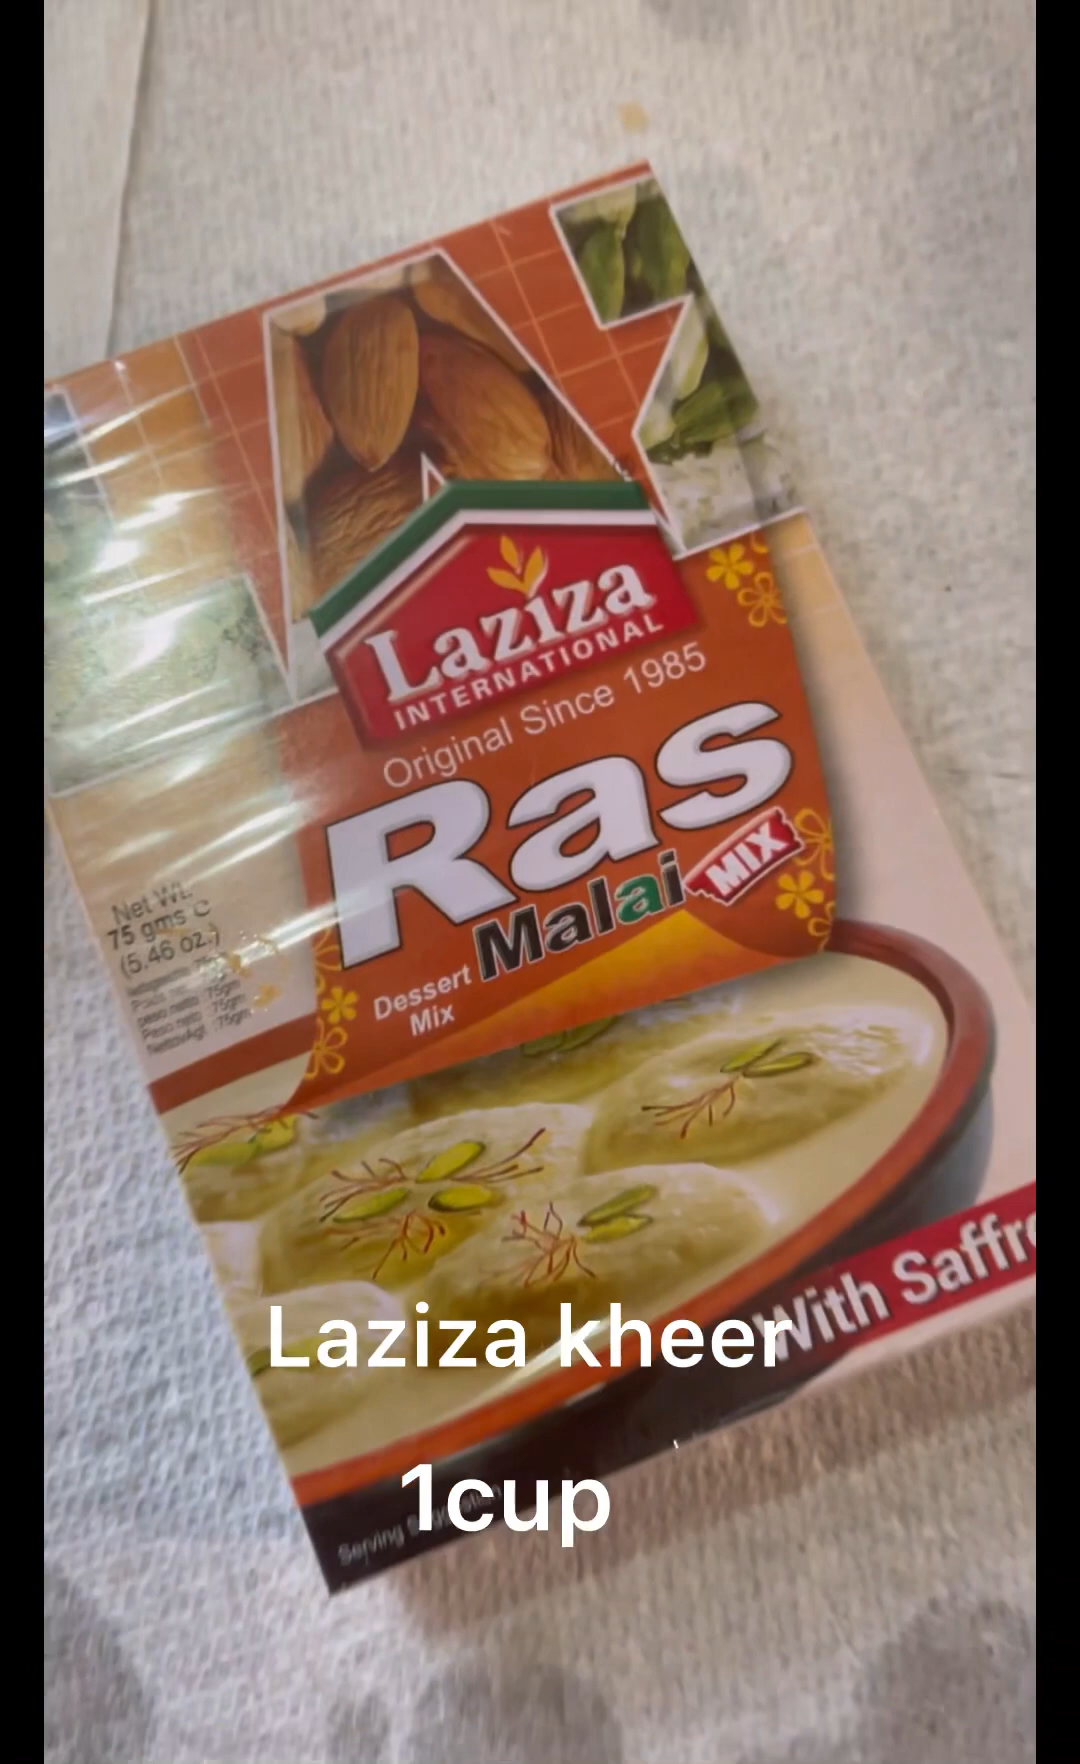 Laziza
INTERNATIONAL
Original Since 1985
Ras
Malai MIX
Dessert
Mix
Net Wt.
75 gms
(5.46 oz.)
With
Laziza kheer
1cup
Serving